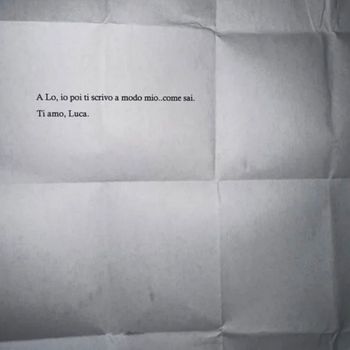 A Lo, io poi ti scrivo a modo mio..come sai.
Ti amo, Luca.